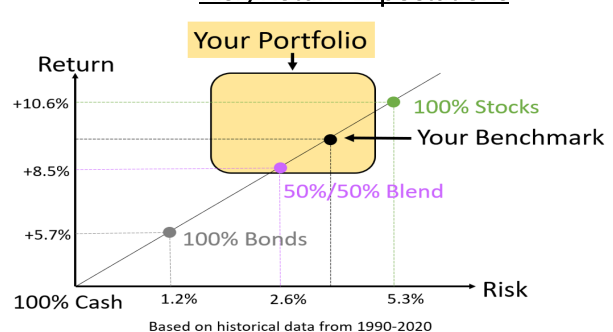 Your Portfolio
Return
+10.6%
100% Stocks
Your Benchmark
+8.5%
50%/50% Blend
+5.7%
100% Bonds
Risk
100% Cash
1.2%
2.6%
5.3%
Based on historical data from 1990-2020